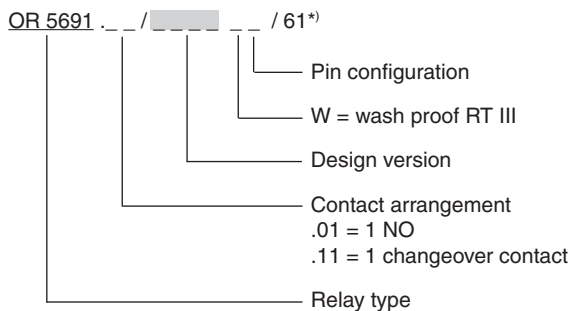 OR 5691 ._ _ / _ _ _ _ _ _ / 61*)
Pin configuration
W = wash proof RT III
Design version
Contact arrangement
.01 = 1 NO
.11 = 1 changeover contact
Relay type